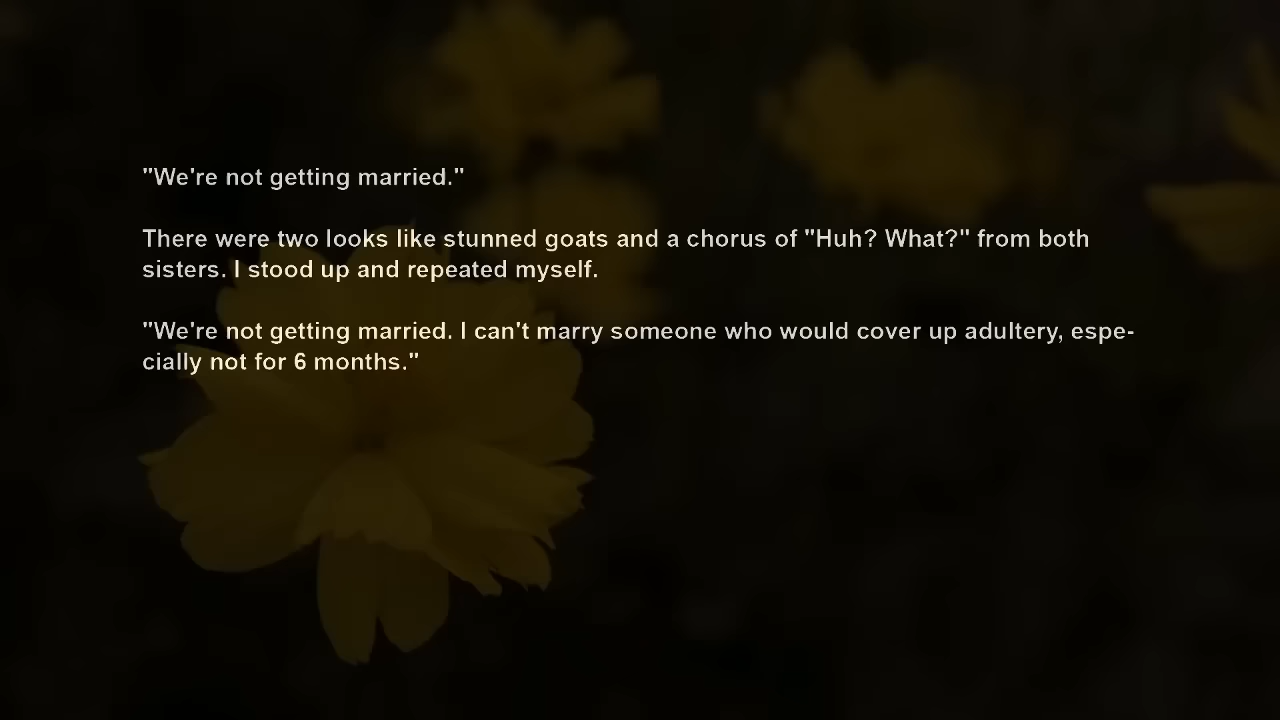 "We're not getting married."
There were two looks like stunned goats and a chorus of "Huh? What?" from both
sisters. I stood up and repeated myself.
"We're not getting married. I can't marry someone who would cover up adultery, espe-
cially not for 6 months."